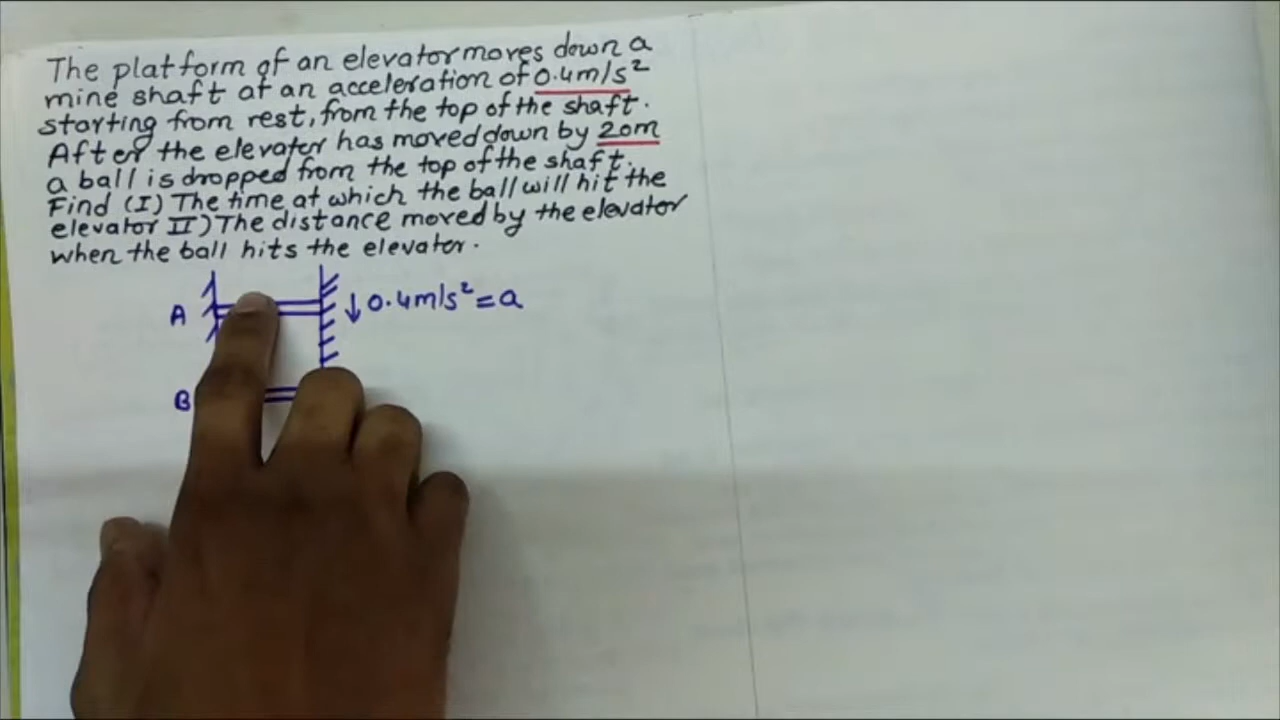 The platform of an elevator moves down a
mine shaft at an acceleration of 0.4m/s²
starting from rest, from the top of the shaft.
After the elevator has moved down by 20m
a ball is dropped from the top of the shaft.
Find (I) The time at which the ball will hit the
elevator II) The distance moved by the elevator
when the ball hits the elevator.
A ↓ 0.4m/s² = a
B